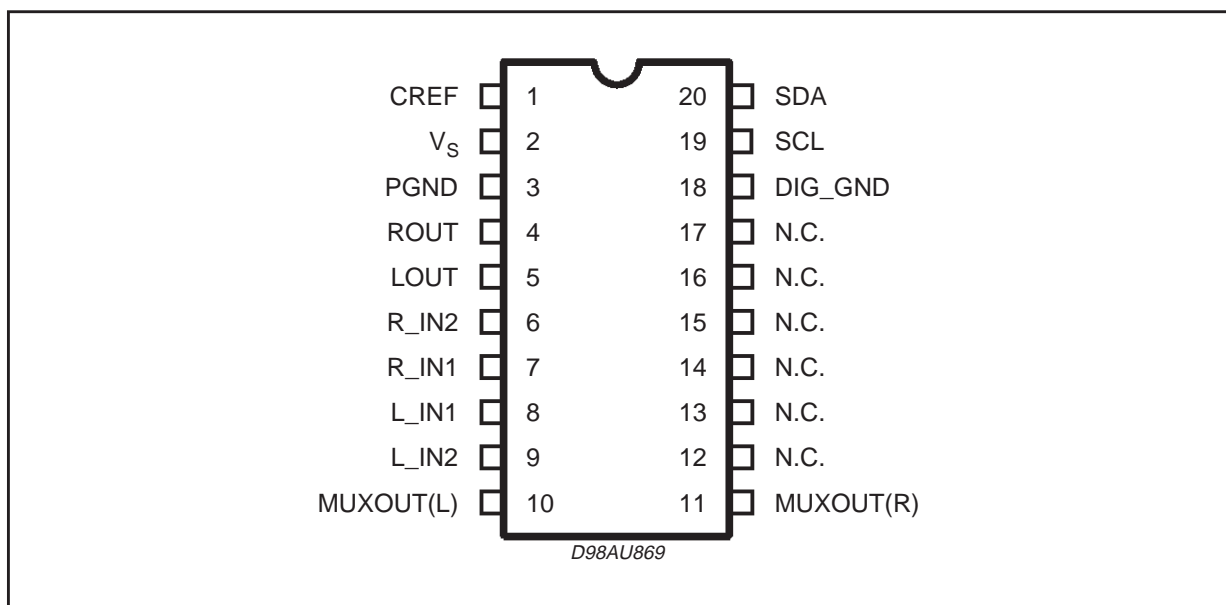 CREF 1 20 SDA
VS 2 19 SCL
PGND 3 18 DIG_GND
ROUT 4 17 N.C.
LOUT 5 16 N.C.
R_IN2 6 15 N.C.
R_IN1 7 14 N.C.
L_IN1 8 13 N.C.
L_IN2 9 12 N.C.
MUXOUT(L) 10 11 MUXOUT(R)
D98AU869